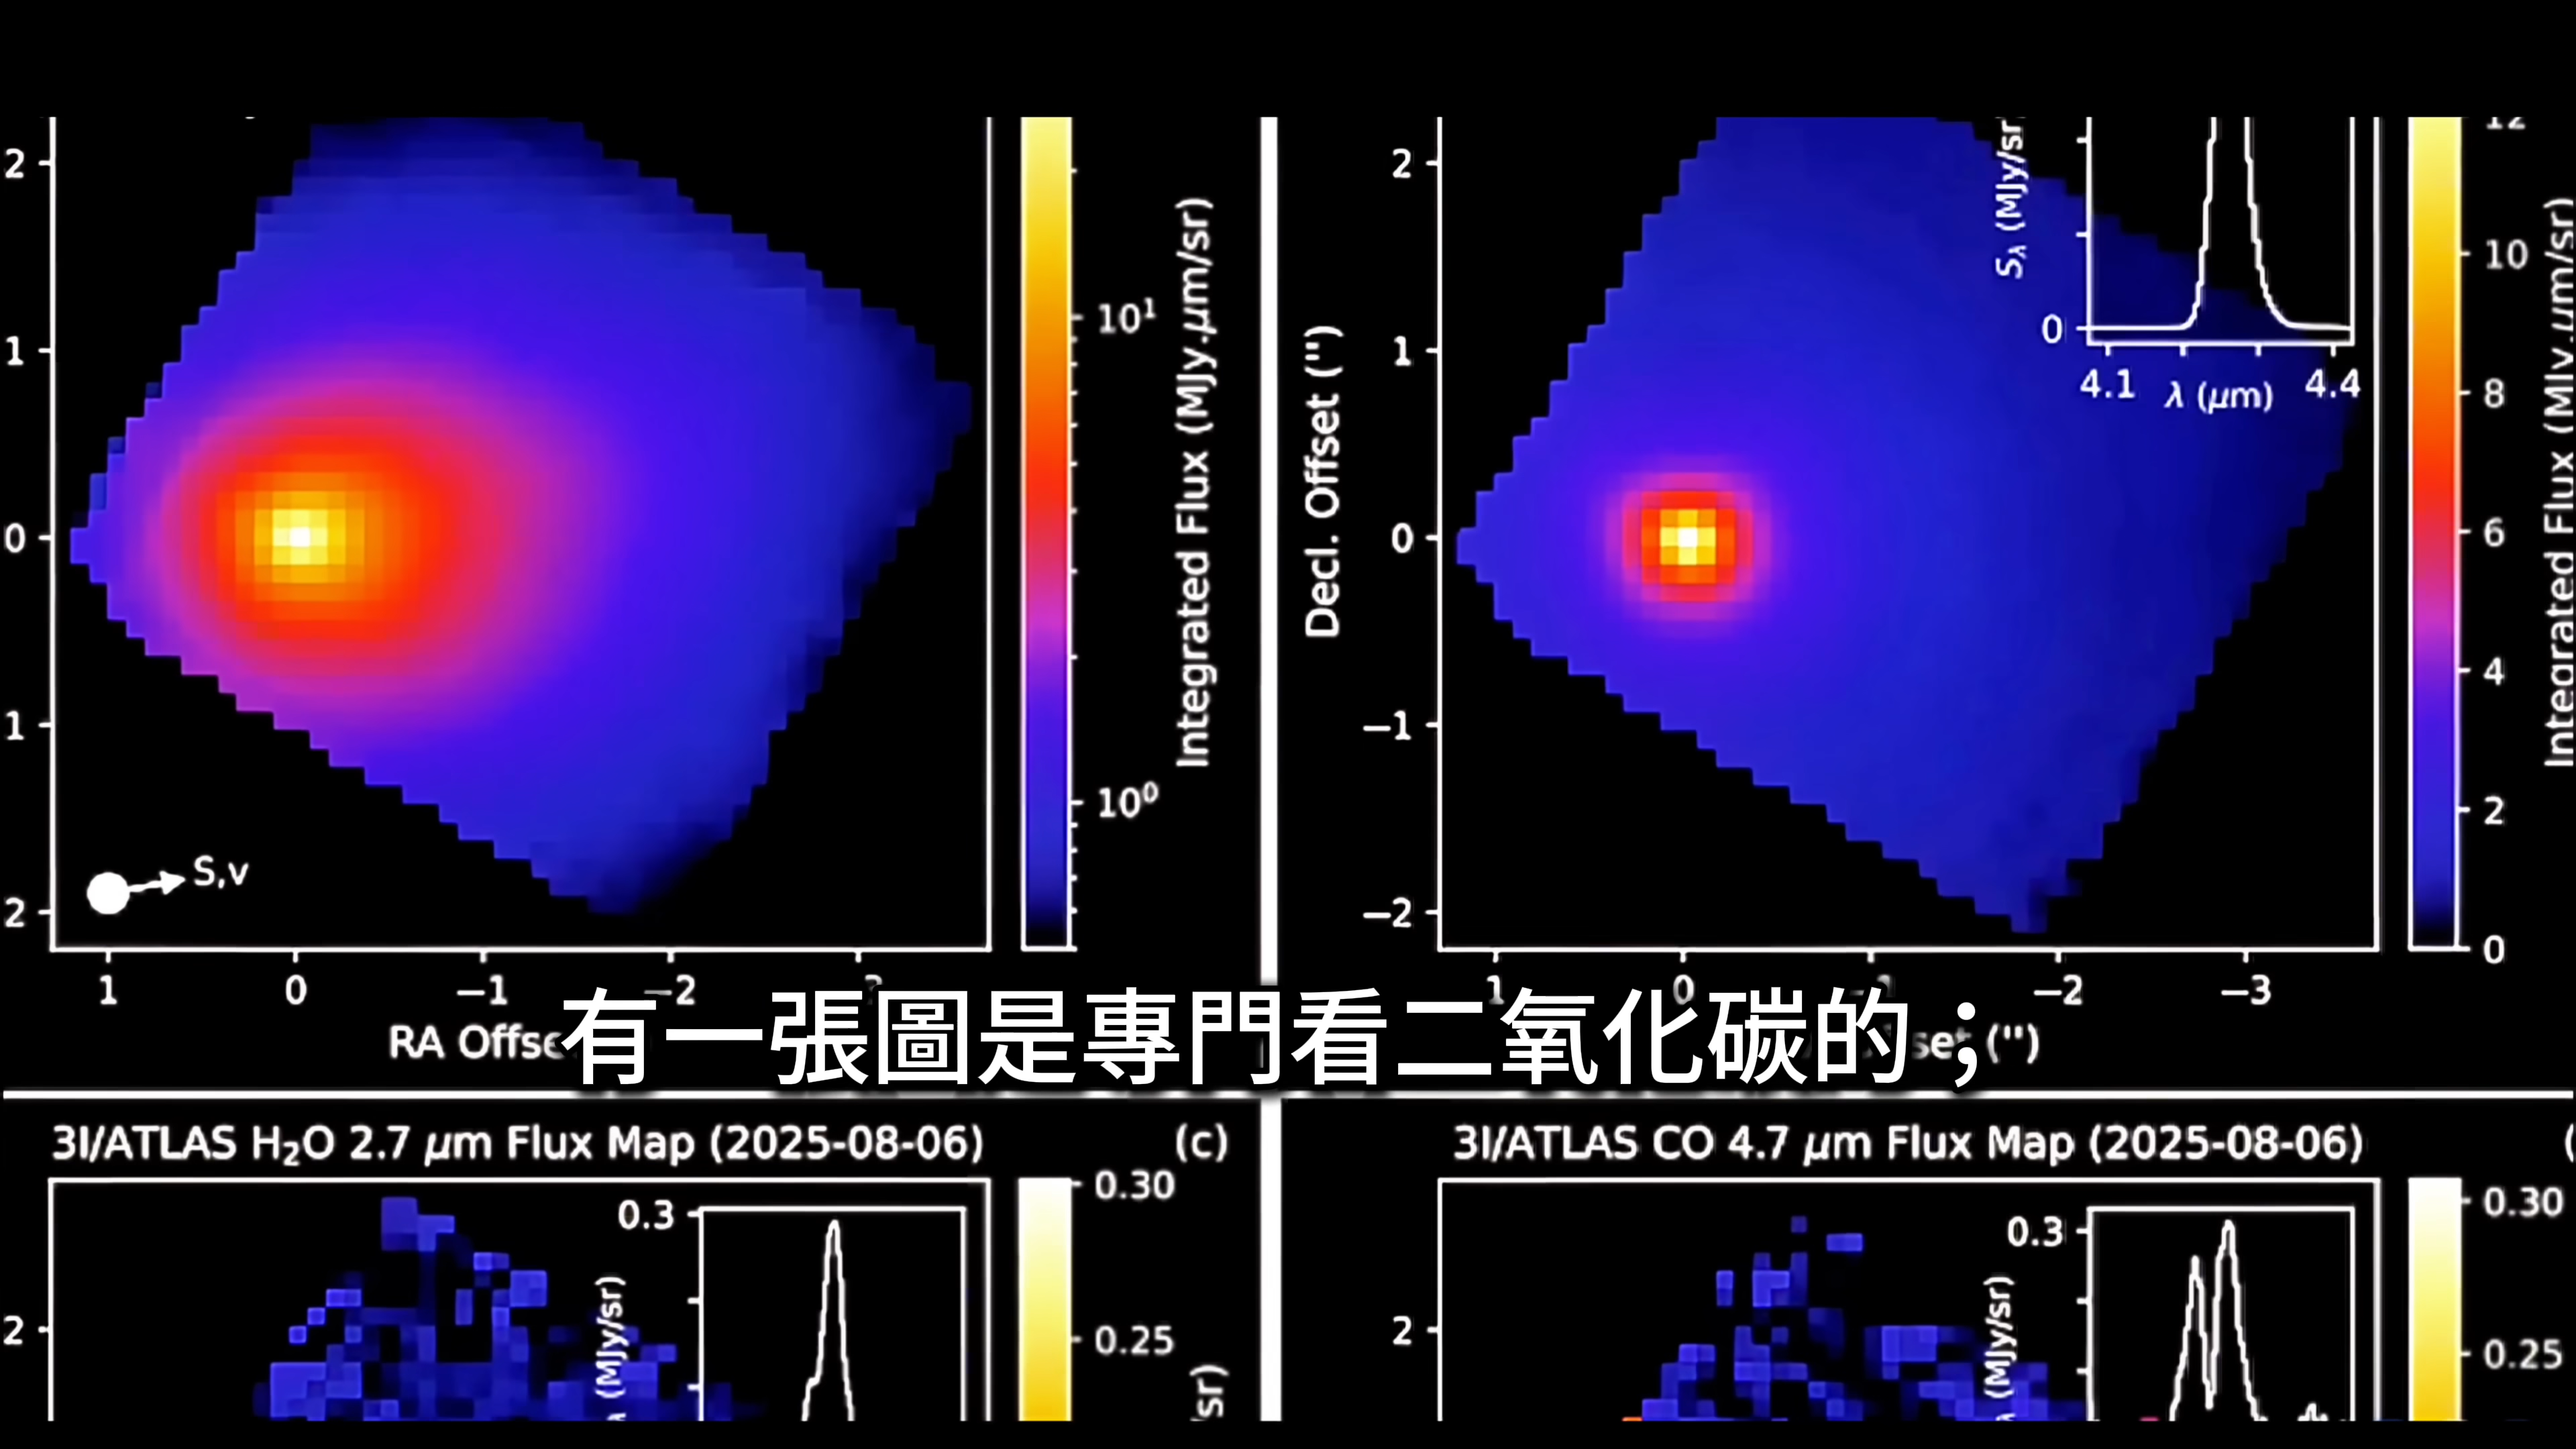 2
1
0
1
2
1
0
−1
−2
RA Offse
10¹
10⁰
Integrated Flux (MJy.μm/sr)
S,v
2
1
0
−1
−2
Decl. Offset (")
1
0
−2
−3
set (")
Sλ (MJy/sr)
0
4.1
4.4
λ (μm)
12
10
8
6
4
2
0
有一張圖是專門看二氧化碳的；
3I/ATLAS H₂O 2.7 μm Flux Map (2025-08-06)
(c)
2
0.3
(MJy/sr)
0.30
0.25
3I/ATLAS CO 4.7 μm Flux Map (2025-08-06)
2
0.3
(MJy/sr)
0.30
0.25